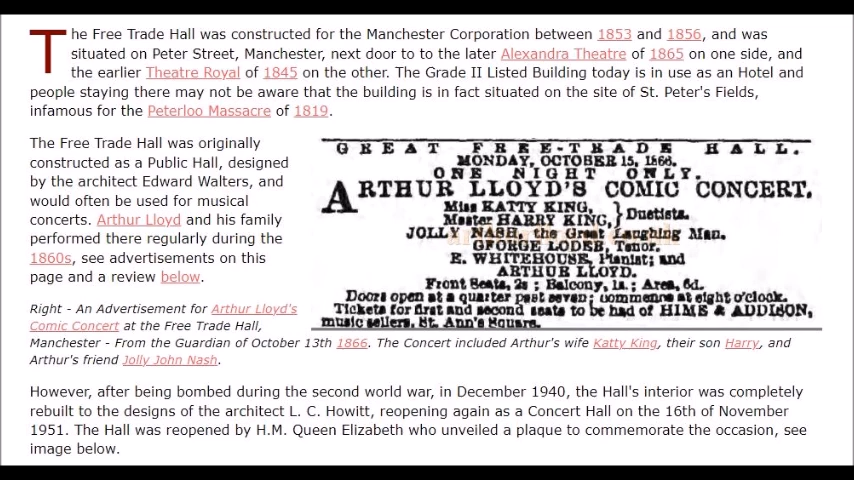 The Free Trade Hall was constructed for the Manchester Corporation between 1853 and 1856, and was
situated on Peter Street, Manchester, next door to to the later Alexandra Theatre of 1865 on one side, and
the earlier Theatre Royal of 1845 on the other. The Grade II Listed Building today is in use as an Hotel and
people staying there may not be aware that the building is in fact situated on the site of St. Peter's Fields,
infamous for the Peterloo Massacre of 1819.
The Free Trade Hall was originally
constructed as a Public Hall, designed
by the architect Edward Walters, and
would often be used for musical
concerts. Arthur Lloyd and his family
performed there regularly during the
1860s, see advertisements on this
page and a review below.
GREAT FREE-TRADE HALL.
MONDAY, OCTOBER 15, 1866.
ONE NIGHT ONLY.
ARTHUR LLOYD'S COMIC CONCERT.
Miss KATTY KING,
Master HARRY KING, } Duetists.
JOLLY NASH, the Great Laughing Man.
GEORGE LODER, Tenor.
E. WHITEHOUSE, Pianist; and
ARTHUR LLOYD.
Front Seats, 2s; Balcony, 1s.; Area, 6d.
Doors open at a quarter past seven; commence at eight o'clock.
Tickets for first and second seats to be had of HIME & ADDISON,
music sellers, St. Ann's Square.
Right - An Advertisement for Arthur Lloyd's
Comic Concert at the Free Trade Hall,
Manchester - From the Guardian of October 13th 1866. The Concert included Arthur's wife Katty King, their son Harry, and
Arthur's friend Jolly John Nash.
However, after being bombed during the second world war, in December 1940, the Hall's interior was completely
rebuilt to the designs of the architect L. C. Howitt, reopening again as a Concert Hall on the 16th of November
1951. The Hall was reopened by H.M. Queen Elizabeth who unveiled a plaque to commemorate the occasion, see
image below.